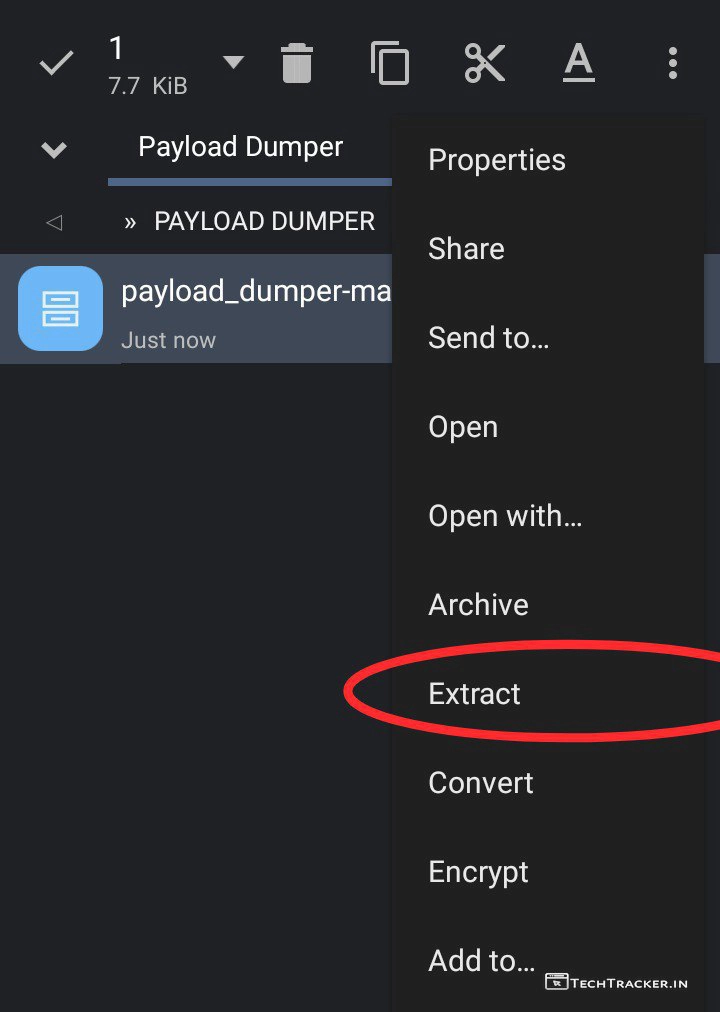 1
7.7 KiB
A
Payload Dumper
» PAYLOAD DUMPER
payload_dumper-ma
Just now
Properties
Share
Send to...
Open
Open with...
Archive
Extract
Convert
Encrypt
Add to...
TECHTRACKER.IN